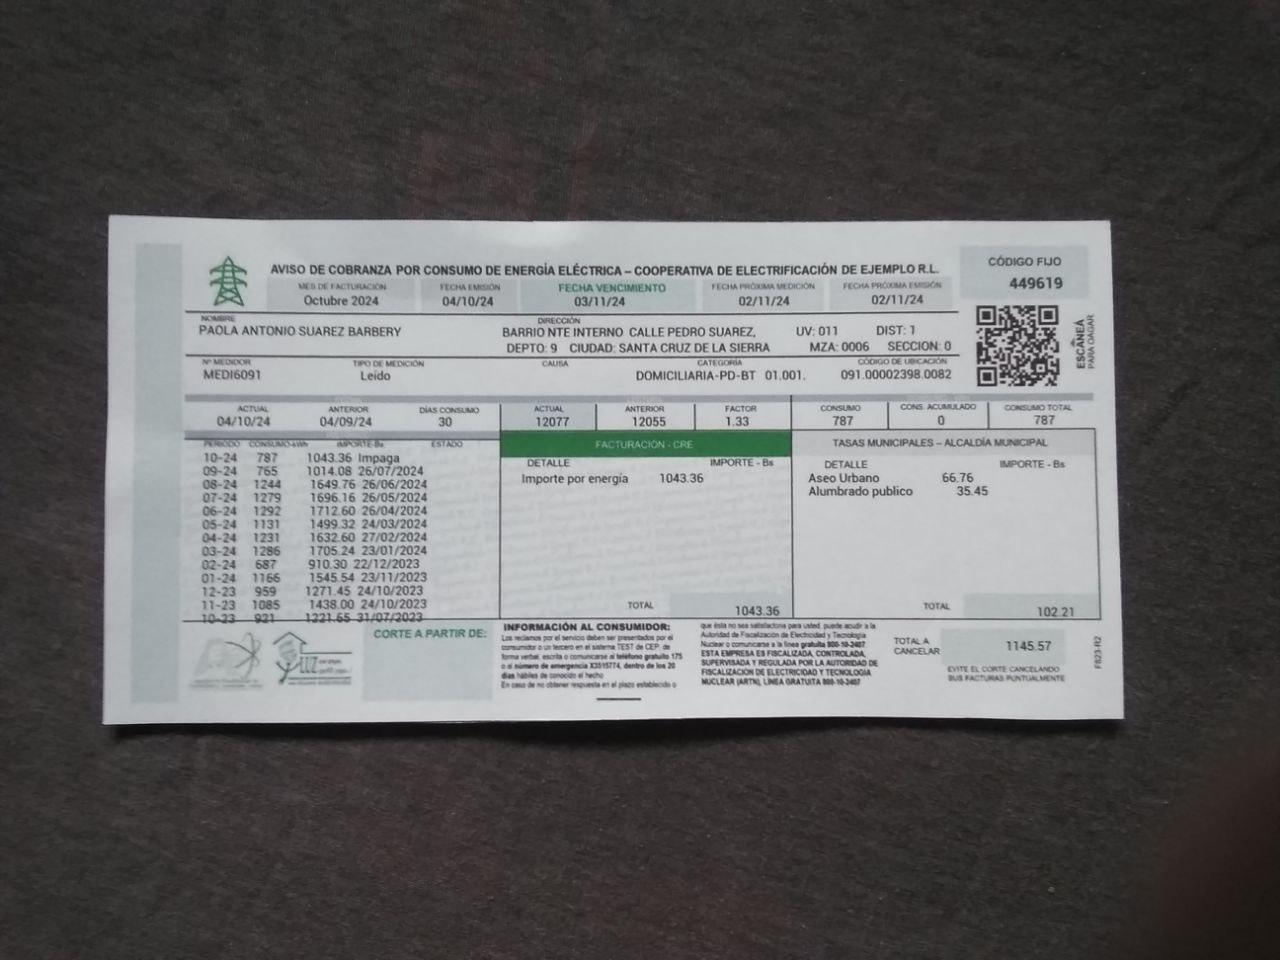 AVISO DE COBRANZA POR CONSUMO DE ENERGÍA ELÉCTRICA – COOPERATIVA DE ELECTRIFICACIÓN DE EJEMPLO R.L.
CÓDIGO FIJO
449619
MES DE FACTURACIÓN FECHA EMISIÓN FECHA VENCIMIENTO FECHA PRÓXIMA MEDICIÓN FECHA PRÓXIMA EMISIÓN
Octubre 2024 04/10/24 03/11/24 02/11/24 02/11/24
NOMBRE DIRECCIÓN
PAOLA ANTONIO SUAREZ BARBERY BARRIO NTE INTERNO CALLE PEDRO SUAREZ, UV: 011 DIST: 1
DEPTO: 9 CIUDAD: SANTA CRUZ DE LA SIERRA MZA: 0006 SECCION: 0
ESCANEÁ
PARA PAGAR
Nº MEDIDOR TIPO DE MEDICIÓN CAUSA CATEGORÍA CÓDIGO DE UBICACIÓN
MEDI6091 Leído DOMICILIARIA-PD-BT 01.001. 091.00002398.0082
ACTUAL ANTERIOR DÍAS CONSUMO ACTUAL ANTERIOR FACTOR CONSUMO CONS. ACUMULADO CONSUMO TOTAL
04/10/24 04/09/24 30 12077 12055 1.33 787 0 787
PERIODO CONSUMO-kWh IMPORTE-Bs ESTADO
10-24 787 1043.36 Impaga
09-24 765 1014.08 26/07/2024
08-24 1244 1649.76 26/06/2024
07-24 1279 1696.16 26/05/2024
06-24 1292 1712.60 26/04/2024
05-24 1131 1499.32 24/03/2024
04-24 1231 1632.60 27/02/2024
03-24 1286 1705.24 23/01/2024
02-24 687 910.30 22/12/2023
01-24 1166 1545.54 23/11/2023
12-23 959 1271.45 24/10/2023
11-23 1085 1438.00 24/10/2023
10-23 921 1221.65 31/07/2023
FACTURACIÓN - CRE
DETALLE IMPORTE - Bs
Importe por energía 1043.36
TOTAL 1043.36
TASAS MUNICIPALES – ALCALDÍA MUNICIPAL
DETALLE IMPORTE - Bs
Aseo Urbano 66.76
Alumbrado publico 35.45
TOTAL 102.21
LUZ
CORTE A PARTIR DE:
INFORMACIÓN AL CONSUMIDOR:
Los reclamos por el servicio deben ser presentados por el
consumidor o un tercero en el sistema TEST de CEP, de
forma verbal, escrita o comunicarse al teléfono gratuito 175
o al número de emergencia X3315774, dentro de los 20
días hábiles de conocido el hecho
En caso de no obtener respuesta en el plazo establecido o
que ésta no sea satisfactoria para usted, puede acudir a la
Autoridad de Fiscalización de Electricidad y Tecnología
Nuclear o comunicarse a la línea gratuita 800-10-2407
ESTA EMPRESA ES FISCALIZADA, CONTROLADA,
SUPERVISADA Y REGULADA POR LA AUTORIDAD DE
FISCALIZACIÓN DE ELECTRICIDAD Y TECNOLOGÍA
NUCLEAR (AETN), LÍNEA GRATUITA 800-10-2407
TOTAL A
CANCELAR
1145.57
EVITE EL CORTE CANCELANDO
SUS FACTURAS PUNTUALMENTE
F823-R2